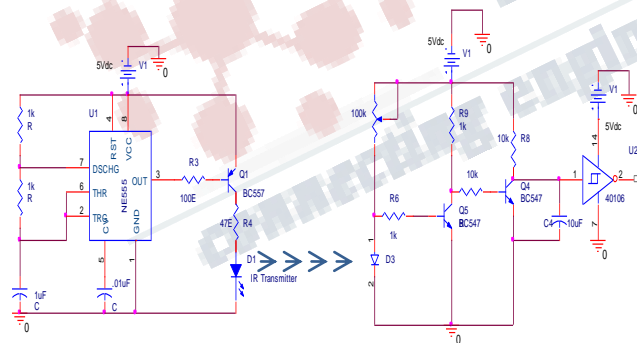 5Vdc
V1
0
1k
R
U1
4
8
RST
VCC
7
DSCHG
R3
Q1
6
THR
OUT
3
1k
R
NE555
100E
BC557
2
TRG
CV
GND
47E
R4
5
1
D1
IR Transmitter
1uF
C
.01uF
C
0
5Vdc
V1
0
100k
R9
1k
10k
R8
5Vdc
V1
0
14
U2
R6
10k
Q4
1
2
1k
Q5
BC547
BC547
40106
C4
10uF
7
1
D3
2
0
0
connecting engin